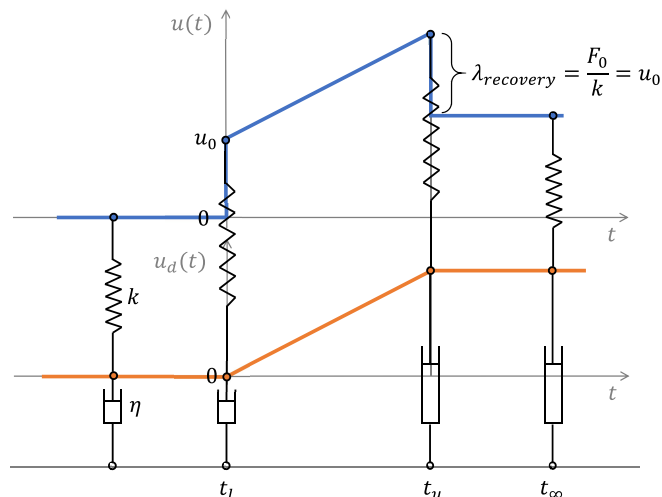 u(t)
λ_recovery = F_0/k = u_0
u_0
0
t
u_d(t)
k
0
η
t
t_l t_u t_∞